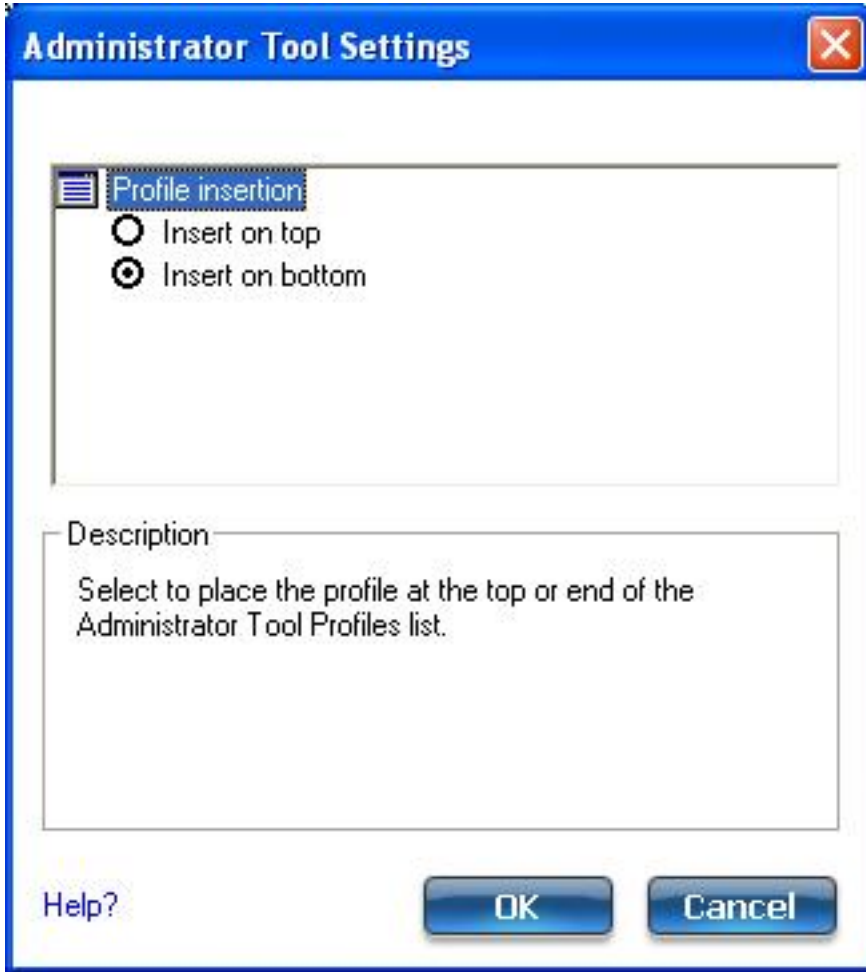 Administrator Tool Settings
Profile insertion
Insert on top
Insert on bottom
Description
Select to place the profile at the top or end of the
Administrator Tool Profiles list.
Help?
OK
Cancel